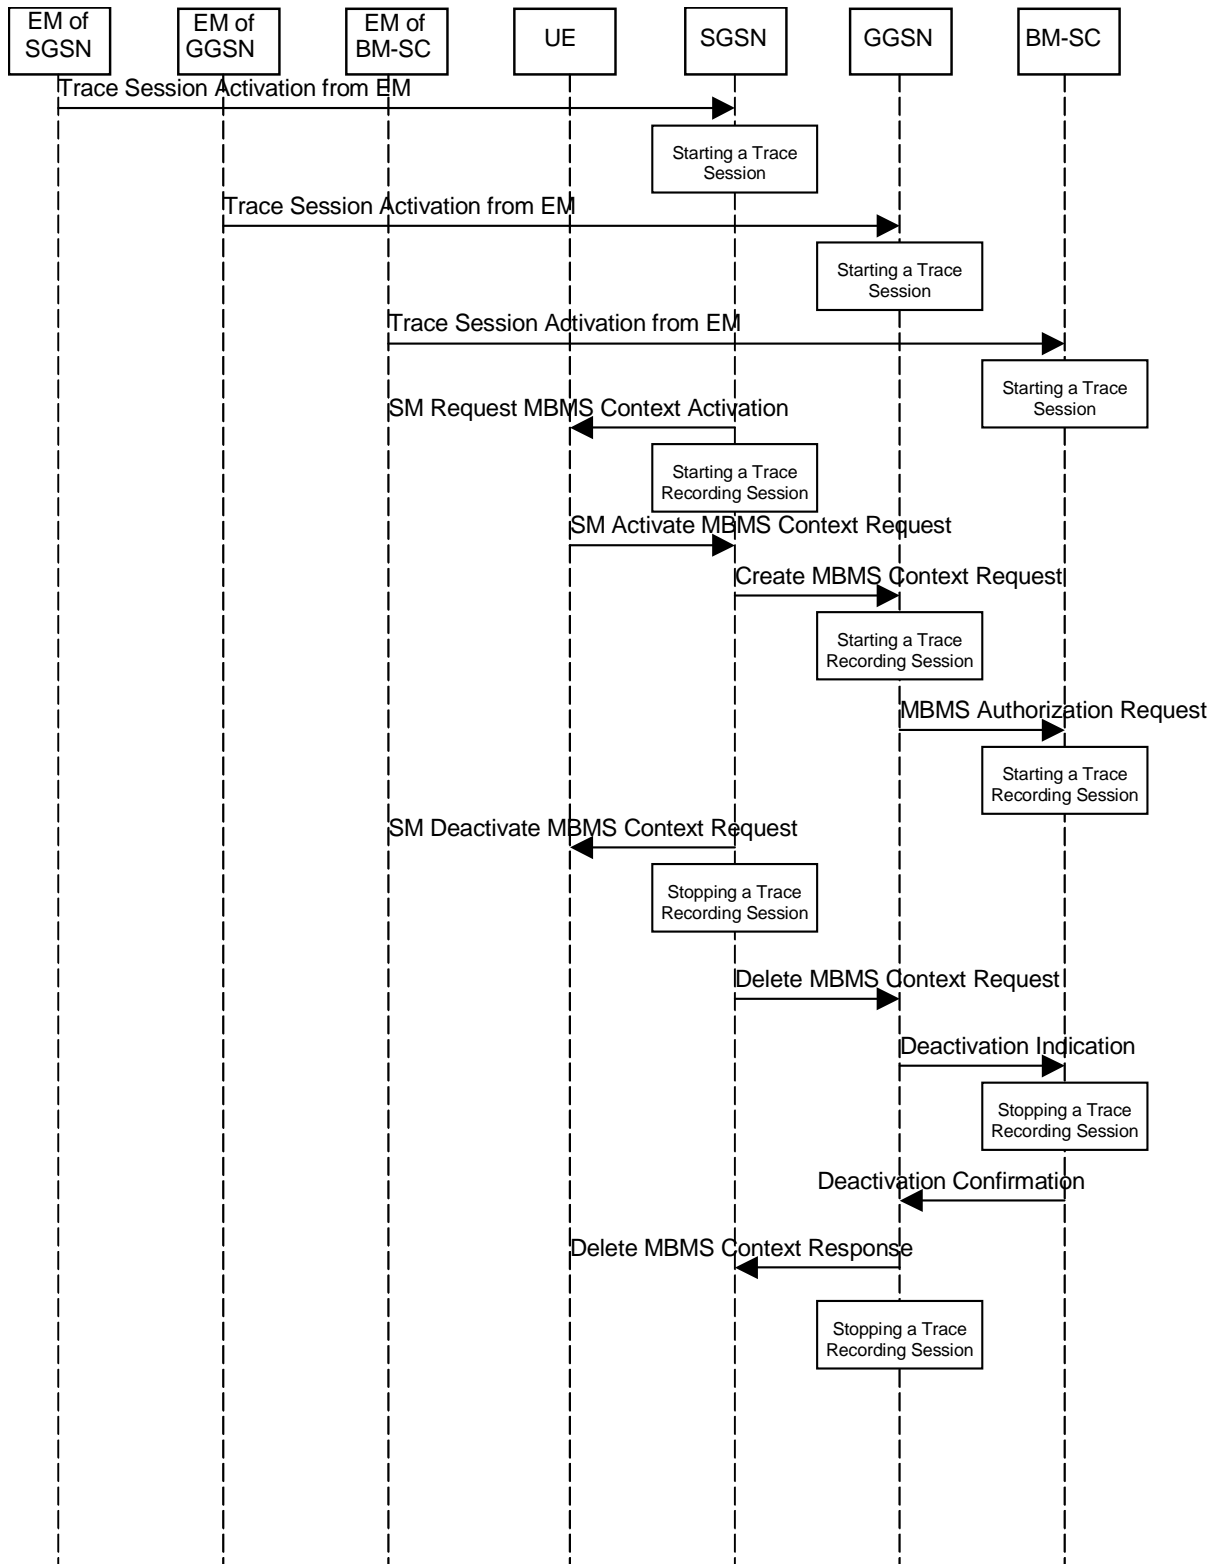 EM of
SGSN
EM of
GGSN
EM of
BM-SC
UE
SGSN
GGSN
BM-SC
Trace Session Activation from EM
Starting a Trace
Session
Trace Session Activation from EM
Starting a Trace
Session
Trace Session Activation from EM
Starting a Trace
Session
SM Request MBMS Context Activation
Starting a Trace
Recording Session
SM Activate MBMS Context Request
Create MBMS Context Request
Starting a Trace
Recording Session
MBMS Authorization Request
Starting a Trace
Recording Session
SM Deactivate MBMS Context Request
Stopping a Trace
Recording Session
Delete MBMS Context Request
Deactivation Indication
Stopping a Trace
Recording Session
Deactivation Confirmation
Delete MBMS Context Response
Stopping a Trace
Recording Session